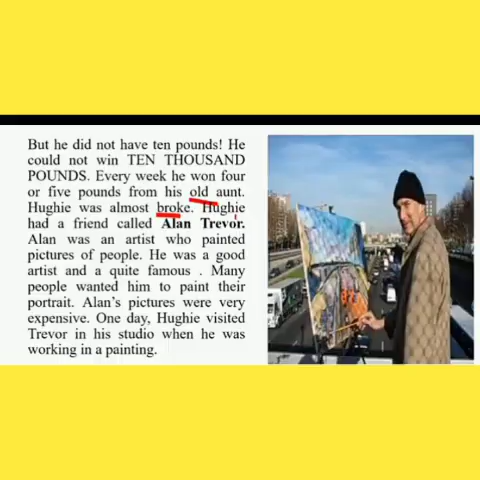 But he did not have ten pounds! He
could not win TEN THOUSAND
POUNDS. Every week he won four
or five pounds from his old aunt.
Hughie was almost broke. Hughie
had a friend called Alan Trevor.
Alan was an artist who painted
pictures of people. He was a good
artist and a quite famous . Many
people wanted him to paint their
portrait. Alan's pictures were very
expensive. One day, Hughie visited
Trevor in his studio when he was
working in a painting.